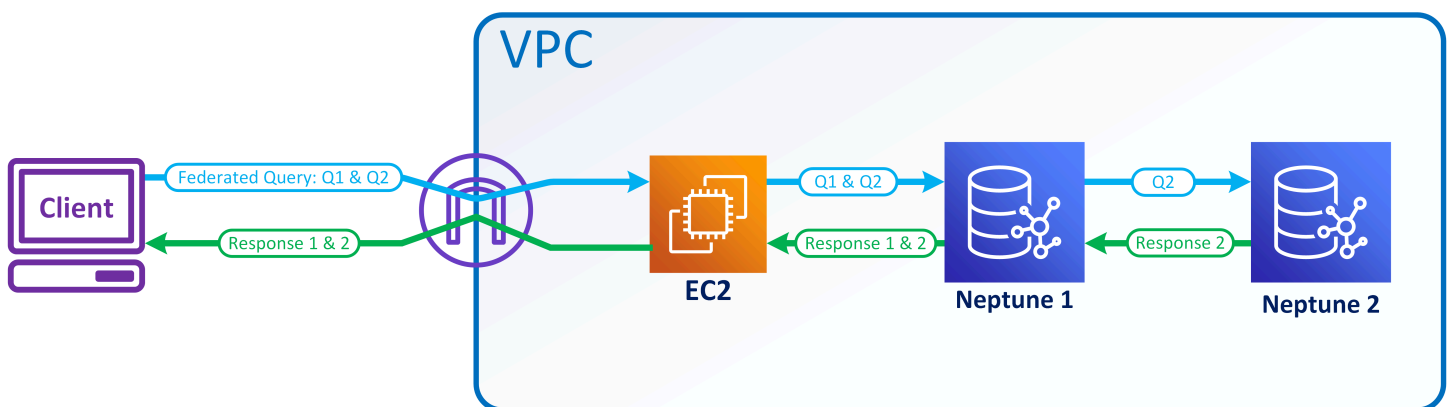 VPC
Federated Query: Q1 & Q2
Q1 & Q2
Q2
Client
Response 1 & 2
Response 1 & 2
Response 2
EC2
Neptune 1
Neptune 2